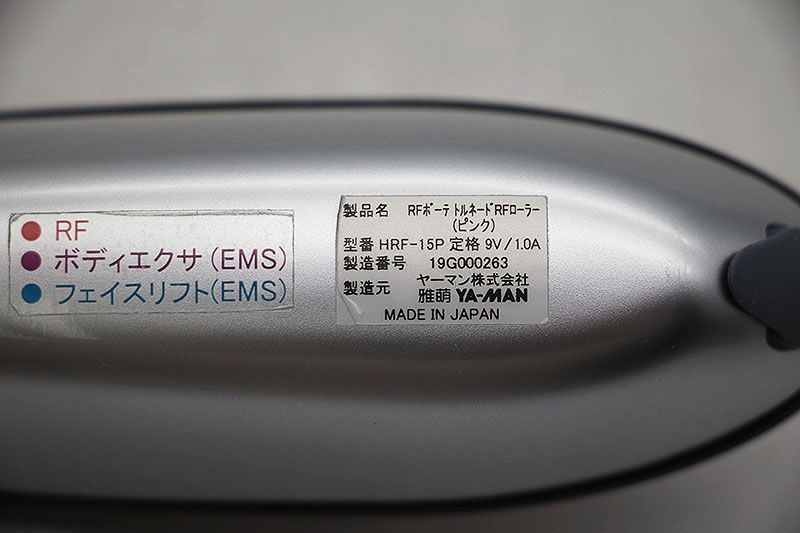 RF
ボディエクサ(EMS)
フェイスリフト(EMS)
製品名 RFボーテ トルネードRFローラー
(ピンク)
型番 HRF-15P 定格 9V/1.0A
製造番号 19G000263
製造元 ヤーマン株式会社
雅萌 YA-MAN
MADE IN JAPAN